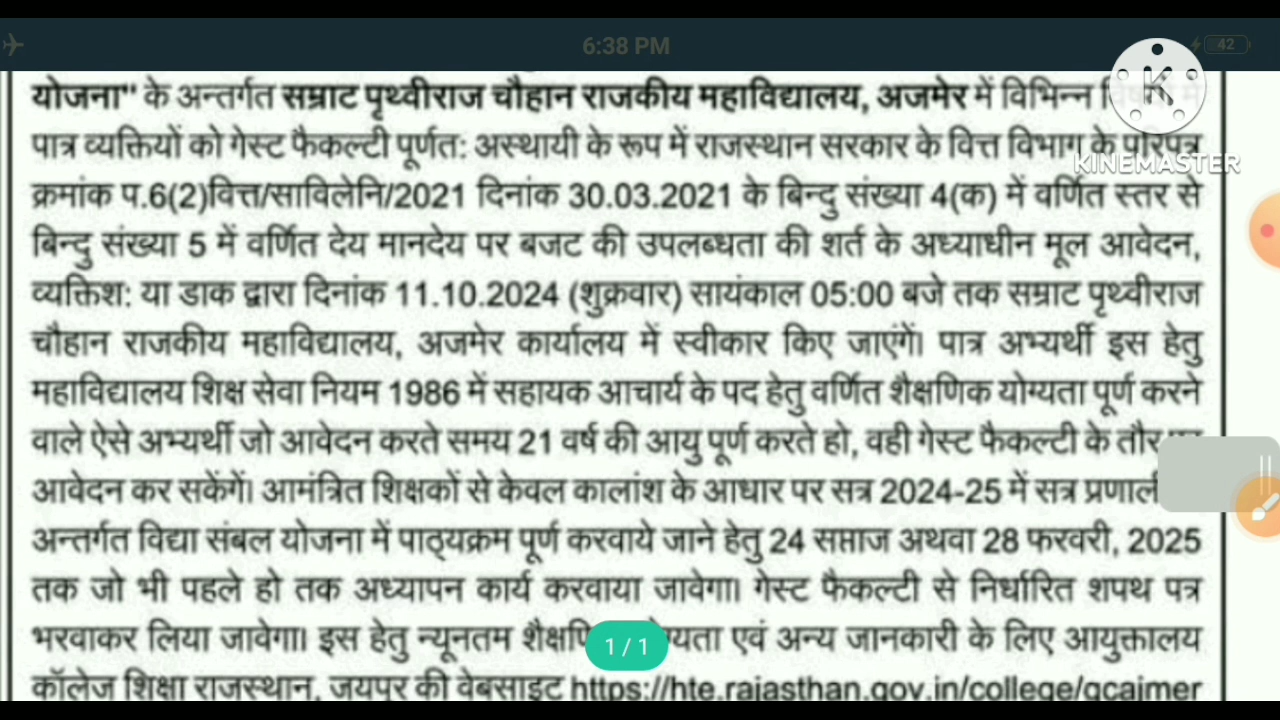 6:38 PM
42
योजना" के अन्तर्गत सम्राट पृथ्वीराज चौहान राजकीय महाविद्यालय, अजमेर में विभिन्न
KINEMASTER
पात्र व्यक्तियों को गेस्ट फैकल्टी पूर्णत: अस्थायी के रूप में राजस्थान सरकार के वित्त विभाग के परिपत्र
क्रमांक प.6(2)वित्त/साविलेनि/2021 दिनांक 30.03.2021 के बिन्दु संख्या 4(क) में वर्णित स्तर से
बिन्दु संख्या 5 में वर्णित देय मानदेय पर बजट की उपलब्धता की शर्त के अध्याधीन मूल आवेदन,
व्यक्तिश: या डाक द्वारा दिनांक 11.10.2024 (शुक्रवार) सायंकाल 05:00 बजे तक सम्राट पृथ्वीराज
चौहान राजकीय महाविद्यालय, अजमेर कार्यालय में स्वीकार किए जाएंगें। पात्र अभ्यर्थी इस हेतु
महाविद्यालय शिक्ष सेवा नियम 1986 में सहायक आचार्य के पद हेतु वर्णित शैक्षणिक योग्यता पूर्ण करने
वाले ऐसे अभ्यर्थी जो आवेदन करते समय 21 वर्ष की आयु पूर्ण करते हो, वही गेस्ट फैकल्टी के तौर
आवेदन कर सकेंगें। आमंत्रित शिक्षकों से केवल कालांश के आधार पर सत्र 2024-25 में सत्र प्रणाली
अन्तर्गत विद्या संबल योजना में पाठ्यक्रम पूर्ण करवाये जाने हेतु 24 सप्ताज अथवा 28 फरवरी, 2025
तक जो भी पहले हो तक अध्यापन कार्य करवाया जावेगा। गेस्ट फैकल्टी से निर्धारित शपथ पत्र
भरवाकर लिया जावेगा। इस हेतु न्यूनतम एवं अन्य जानकारी के लिए आयुक्तालय
1 / 1
कॉलेज शिक्षा राजस्थान, जयपुर की वेबसाइट https://hte.rajasthan.gov.in/college/gcajmer